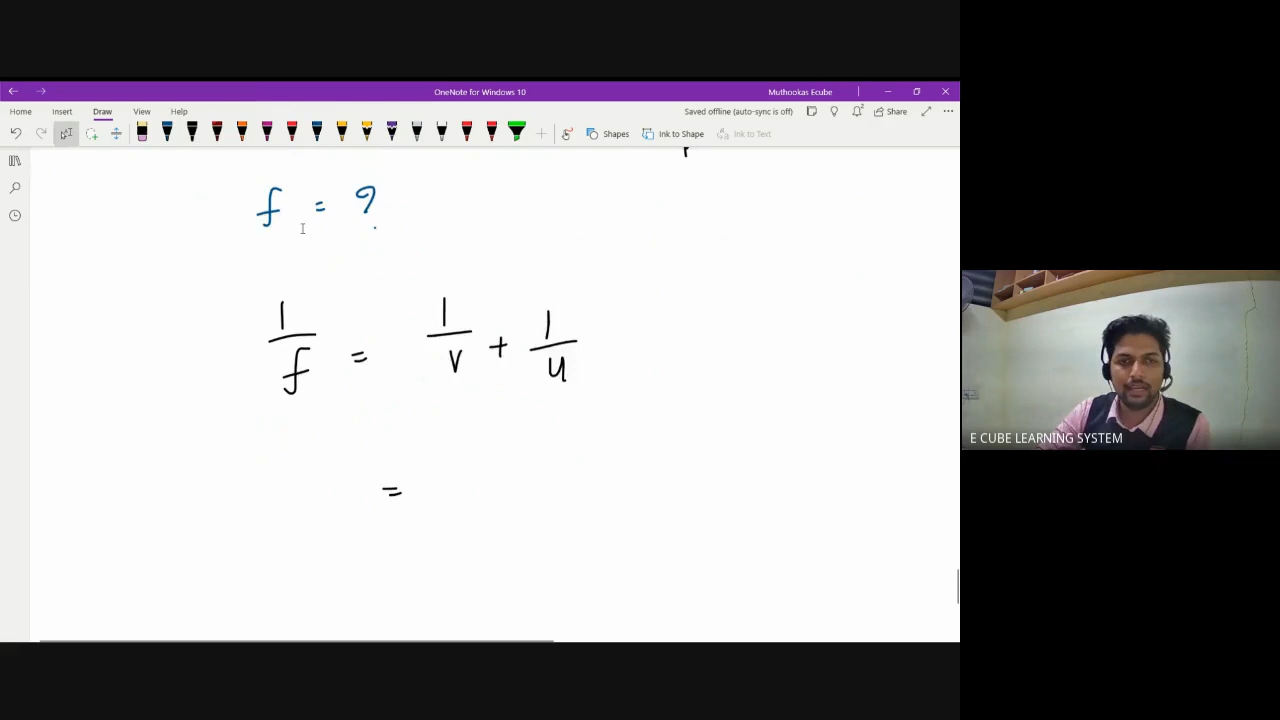 OneNote for Windows 10
Muthookas Ecube
Home Insert Draw View Help
Saved offline (auto-sync is off)
Share
Shapes
Ink to Shape
Ink to Text
f = ?
1/f = 1/v + 1/u
=
E CUBE LEARNING SYSTEM